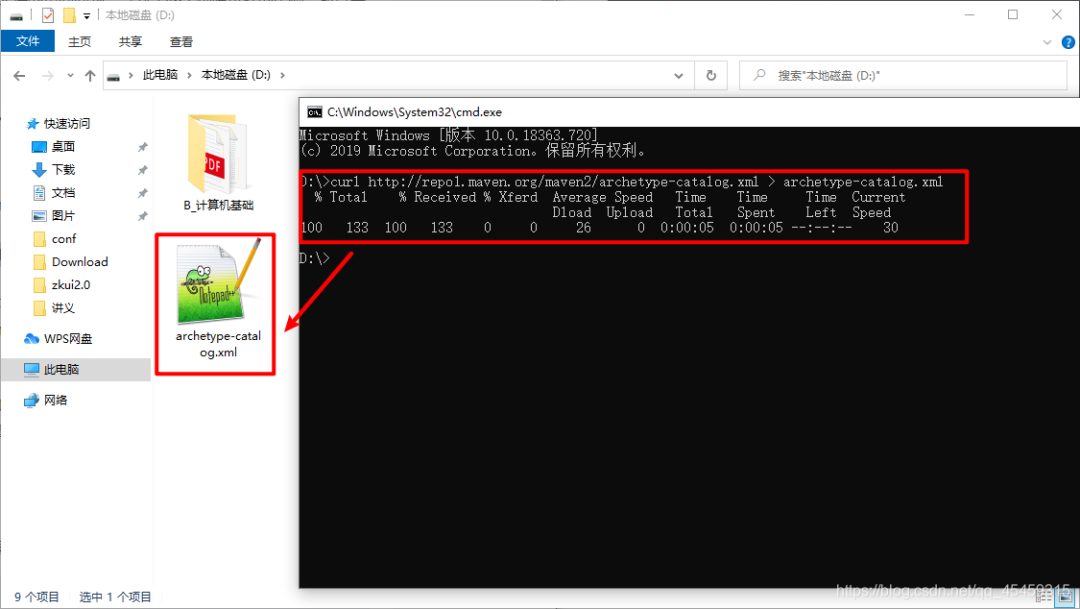 本地磁盘 (D:)
文件 主页 共享 查看
此电脑 本地磁盘 (D:)
搜索"本地磁盘 (D:)"
快速访问
桌面
下载
文档
图片
conf
Download
zkui2.0
讲义
WPS网盘
此电脑
网络
PDF
B_计算机基础
Notepad++
archetype-catal
og.xml
C:\Windows\System32\cmd.exe
Microsoft Windows [版本 10.0.18363.720]
(c) 2019 Microsoft Corporation。保留所有权利。
D:\>curl http://repo1.maven.org/maven2/archetype-catalog.xml > archetype-catalog.xml
% Total % Received % Xferd Average Speed Time Time Time Current
Dload Upload Total Spent Left Speed
100 133 100 133 0 0 26 0 0:00:05 0:00:05 --:--:-- 30
D:\>
9 个项目 选中 1 个项目
https://blog.csdn.net/qq_45459315